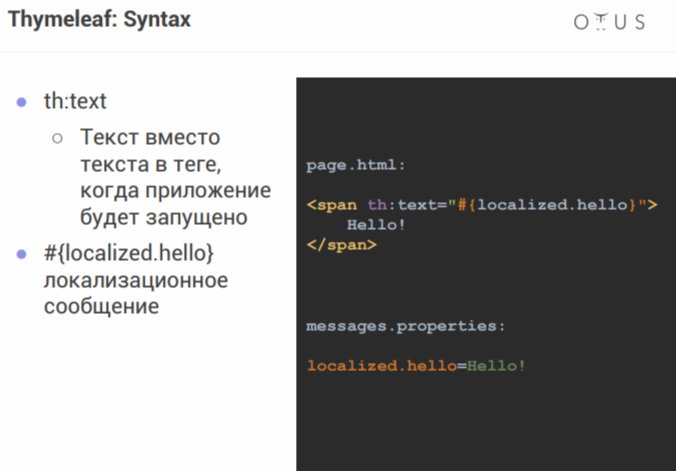 Thymeleaf: Syntax
OTUS
th:text
Текст вместо
текста в теге,
когда приложение
будет запущено
#{localized.hello}
локализационное
сообщение
page.html:
<span th:text="#{localized.hello}">
Hello!
</span>
messages.properties:
localized.hello=Hello!